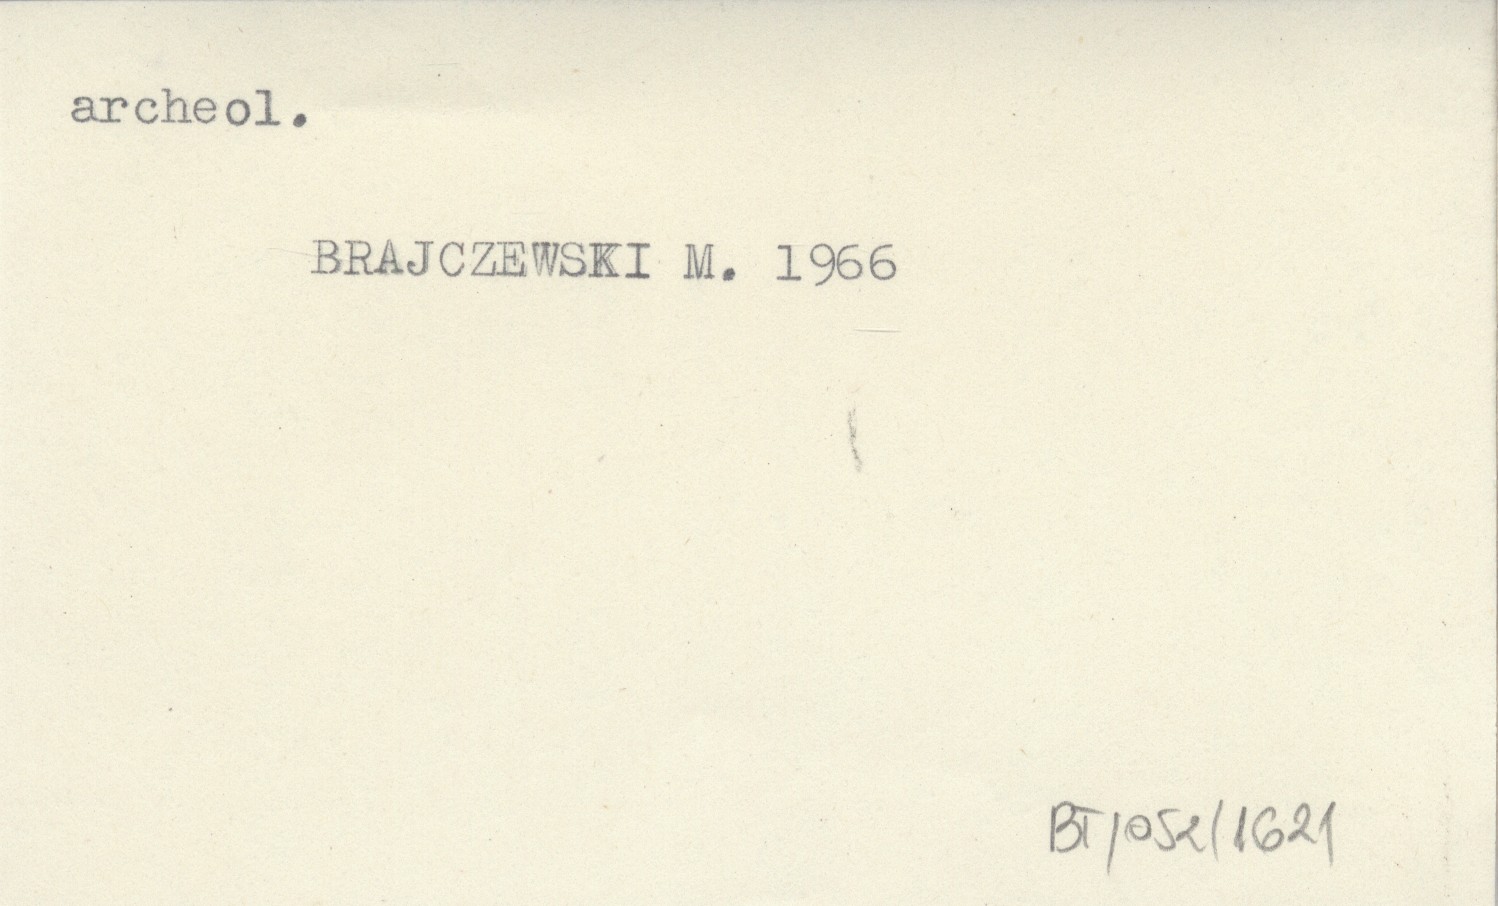 archeol.
BRAJCZEWSKI M. 1966
BT/052/1621